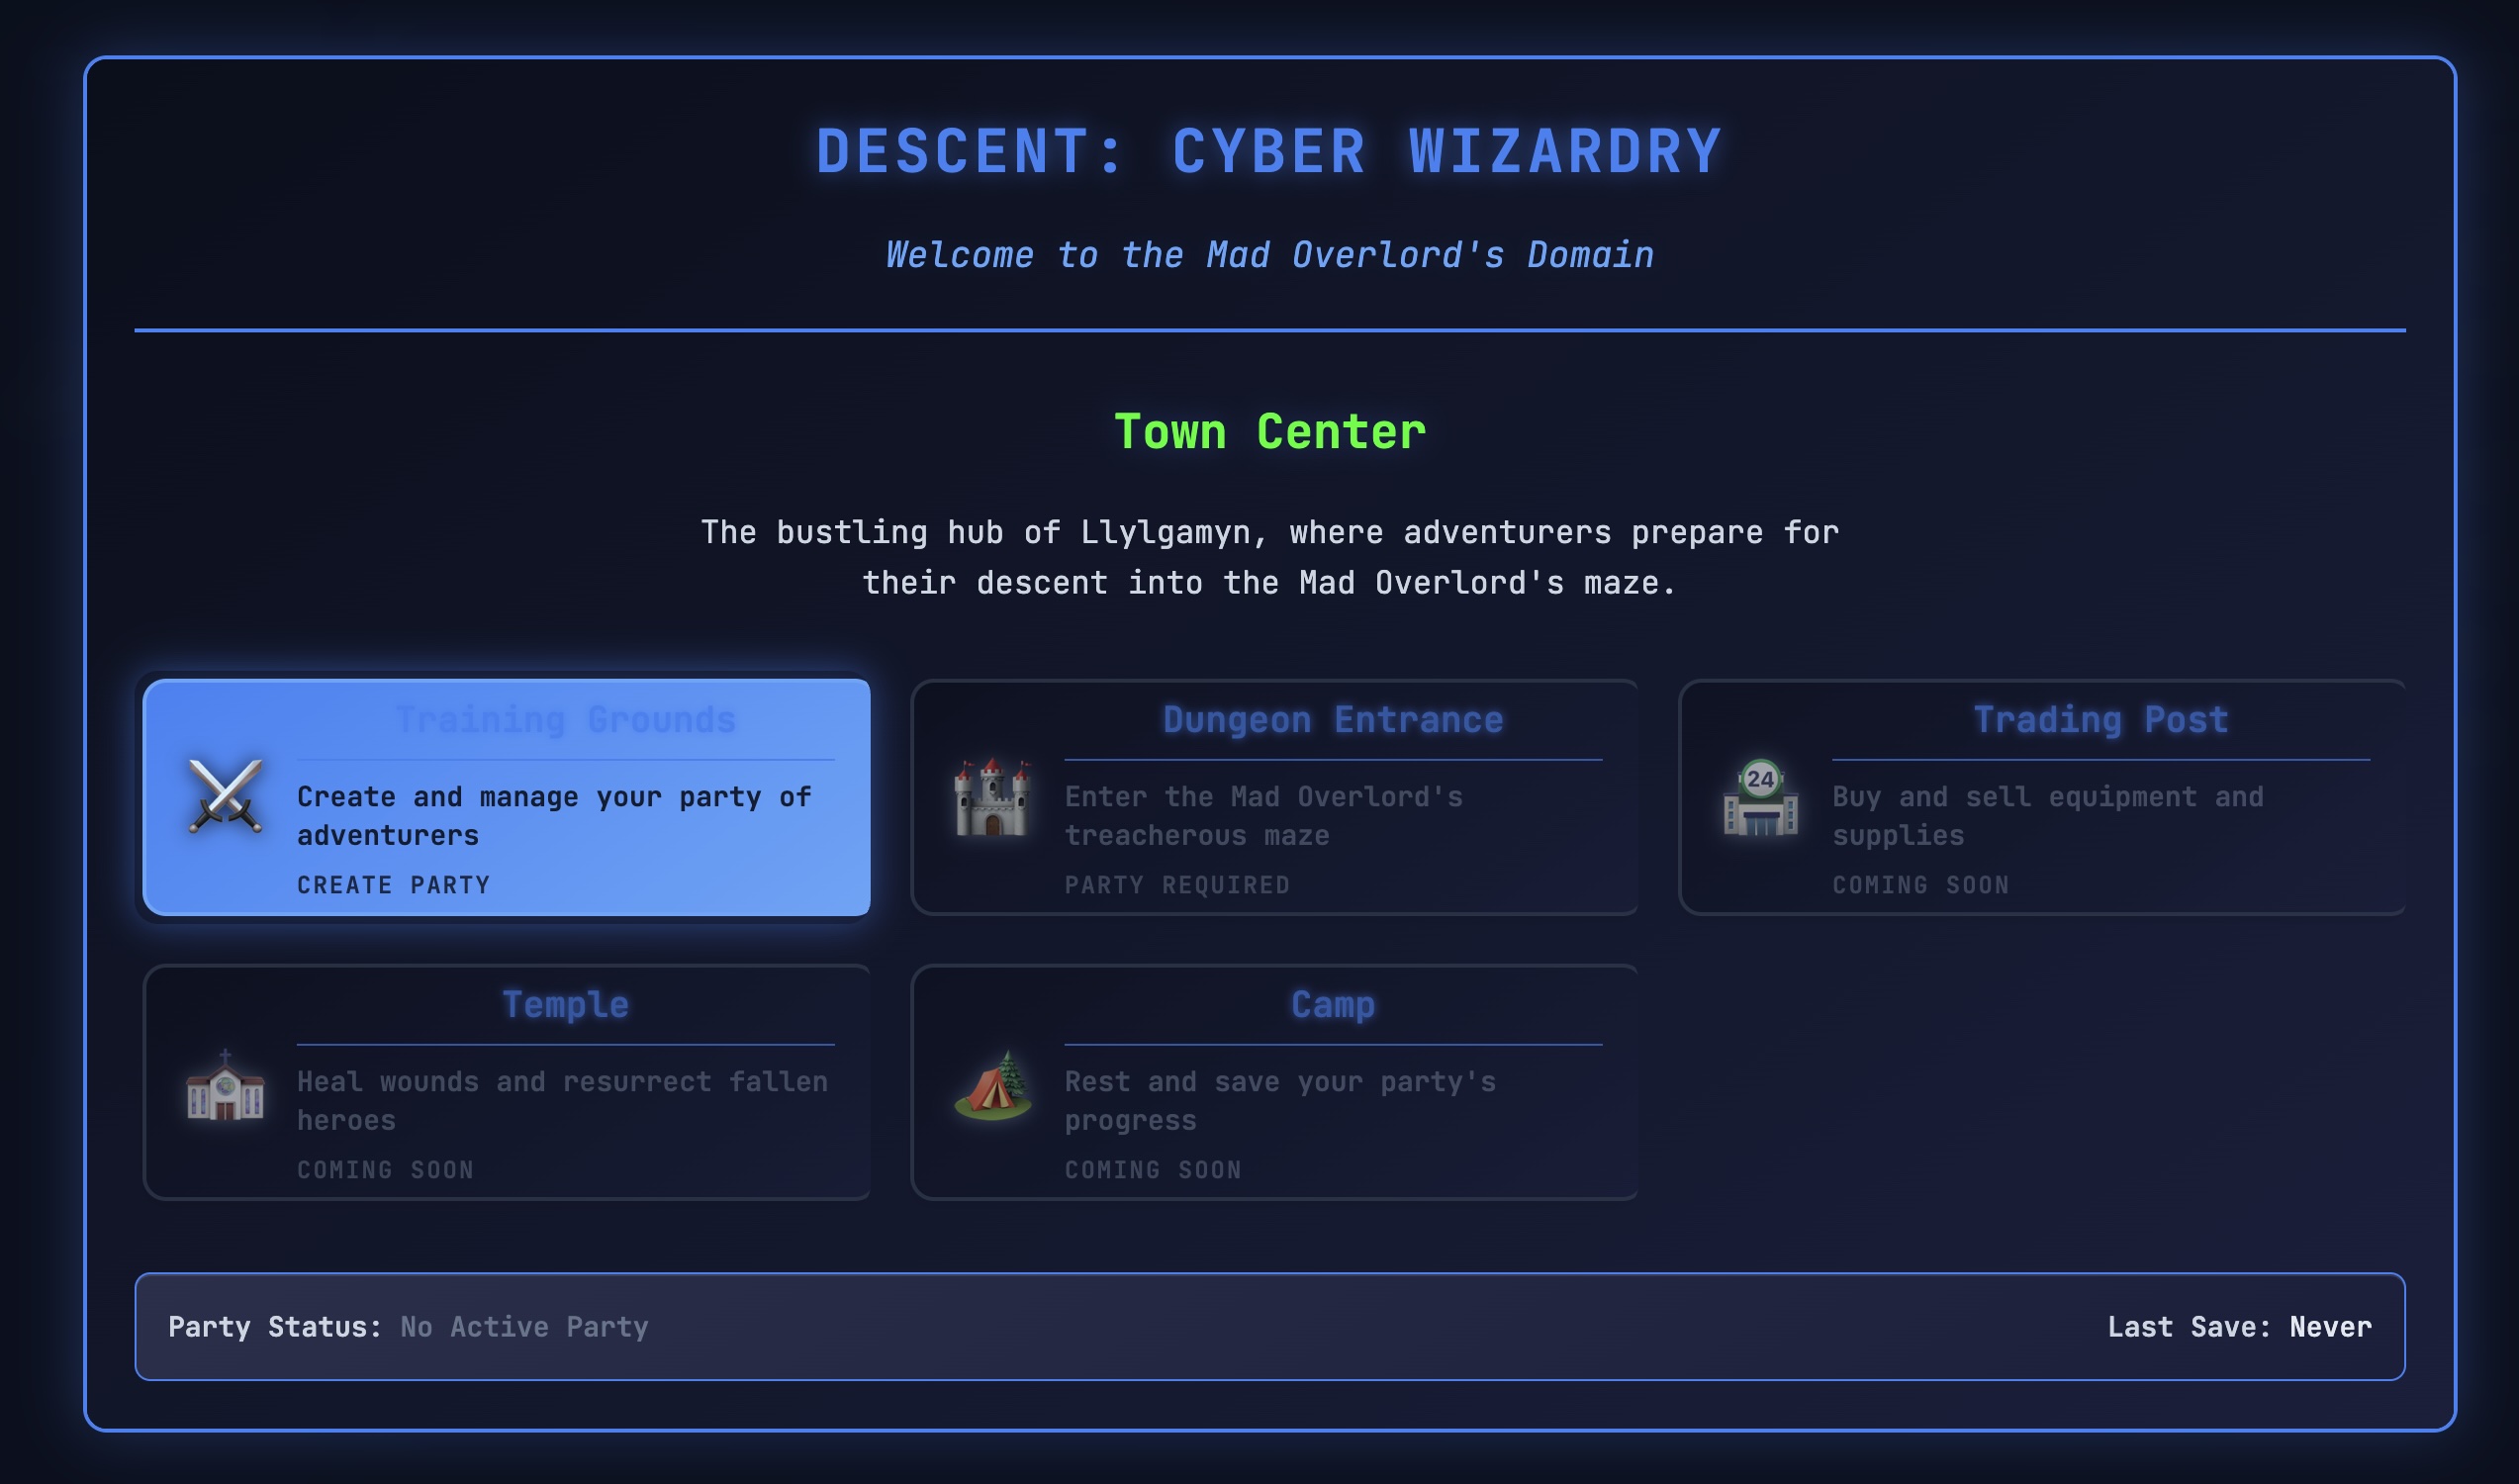 DESCENT: CYBER WIZARDRY
Welcome to the Mad Overlord's Domain
Town Center
The bustling hub of Llylgamyn, where adventurers prepare for
their descent into the Mad Overlord's maze.
Training Grounds
Create and manage your party of
adventurers
CREATE PARTY
Dungeon Entrance
Enter the Mad Overlord's
treacherous maze
PARTY REQUIRED
Trading Post
24
Buy and sell equipment and
supplies
COMING SOON
Temple
Heal wounds and resurrect fallen
heroes
COMING SOON
Camp
Rest and save your party's
progress
COMING SOON
Party Status: No Active Party
Last Save: Never